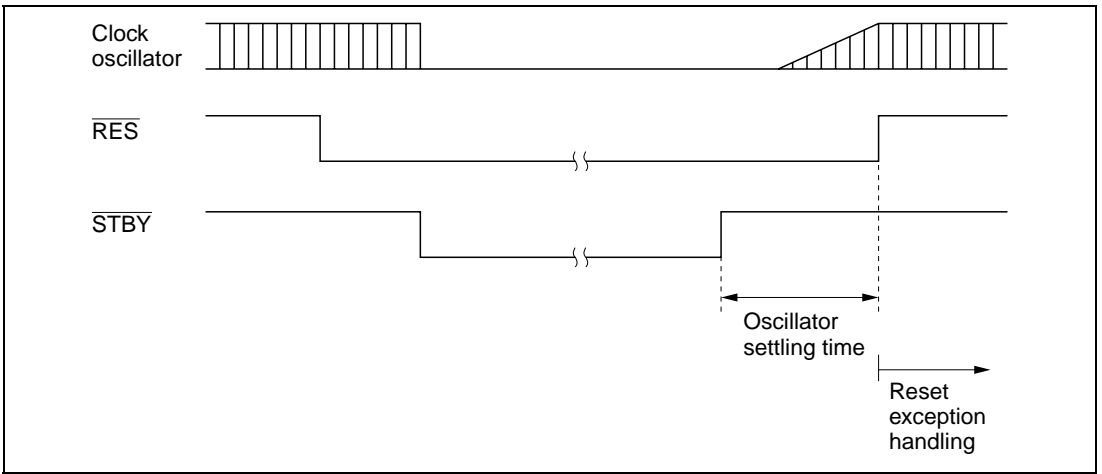 Clock
oscillator
RES
STBY
Oscillator
settling time
Reset
exception
handling